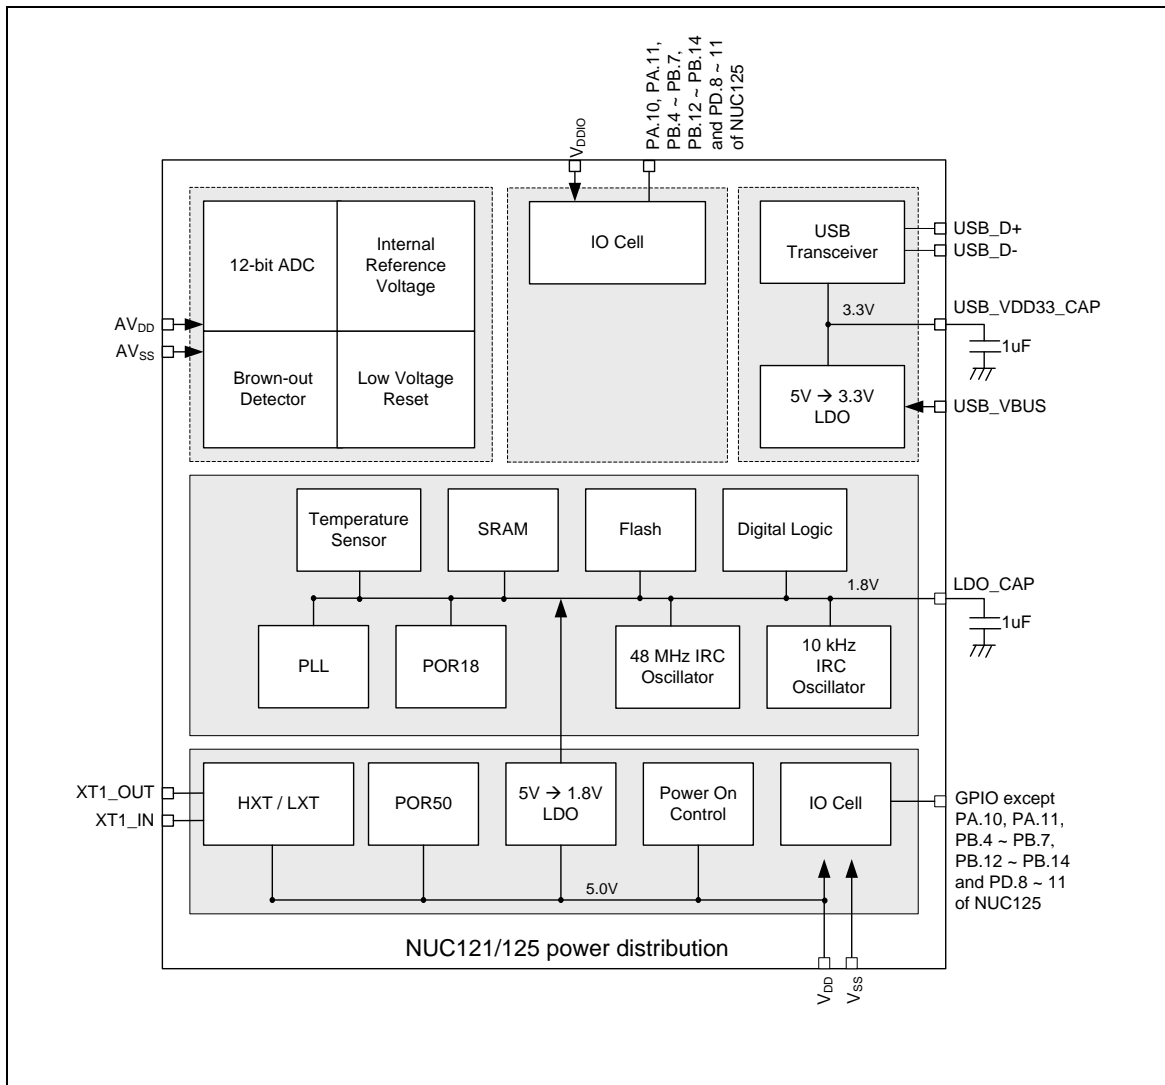 PA.10, PA.11,
PB.4 ~ PB.7,
PB.12 ~ PB.14
and PD.8 ~ 11
of NUC125
VDDIO
12-bit ADC
Internal
Reference
Voltage
Brown-out
Detector
Low Voltage
Reset
AVDD
AVSS
IO Cell
USB
Transceiver
USB_D+
USB_D-
3.3V
USB_VDD33_CAP
1uF
5V → 3.3V
LDO
USB_VBUS
Temperature
Sensor
SRAM
Flash
Digital Logic
1.8V
LDO_CAP
1uF
PLL
POR18
48 MHz IRC
Oscillator
10 kHz
IRC
Oscillator
XT1_OUT
XT1_IN
HXT / LXT
POR50
5V → 1.8V
LDO
Power On
Control
IO Cell
GPIO except
PA.10, PA.11,
PB.4 ~ PB.7,
PB.12 ~ PB.14
and PD.8 ~ 11
of NUC125
5.0V
NUC121/125 power distribution
VDD
VSS